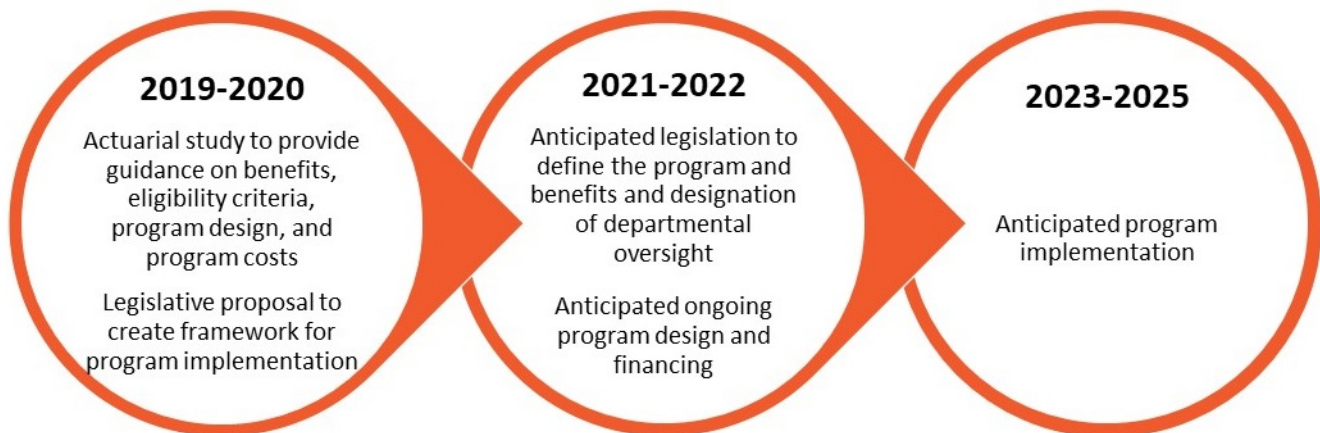 2019-2020
Actuarial study to provide
guidance on benefits,
eligibility criteria,
program design, and
program costs
Legislative proposal to
create framework for
program implementation
2021-2022
Anticipated legislation to
define the program and
benefits and designation
of departmental
oversight
Anticipated ongoing
program design and
financing
2023-2025
Anticipated program
implementation